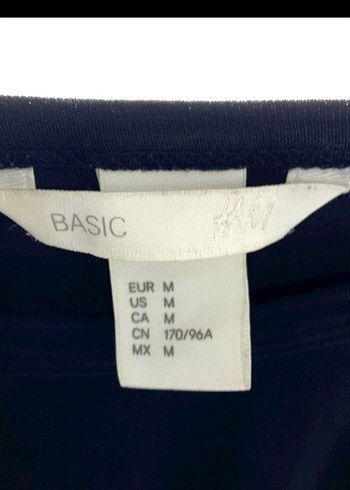 BASIC H&M
EUR M
US M
CA M
CN 170/96A
MX M